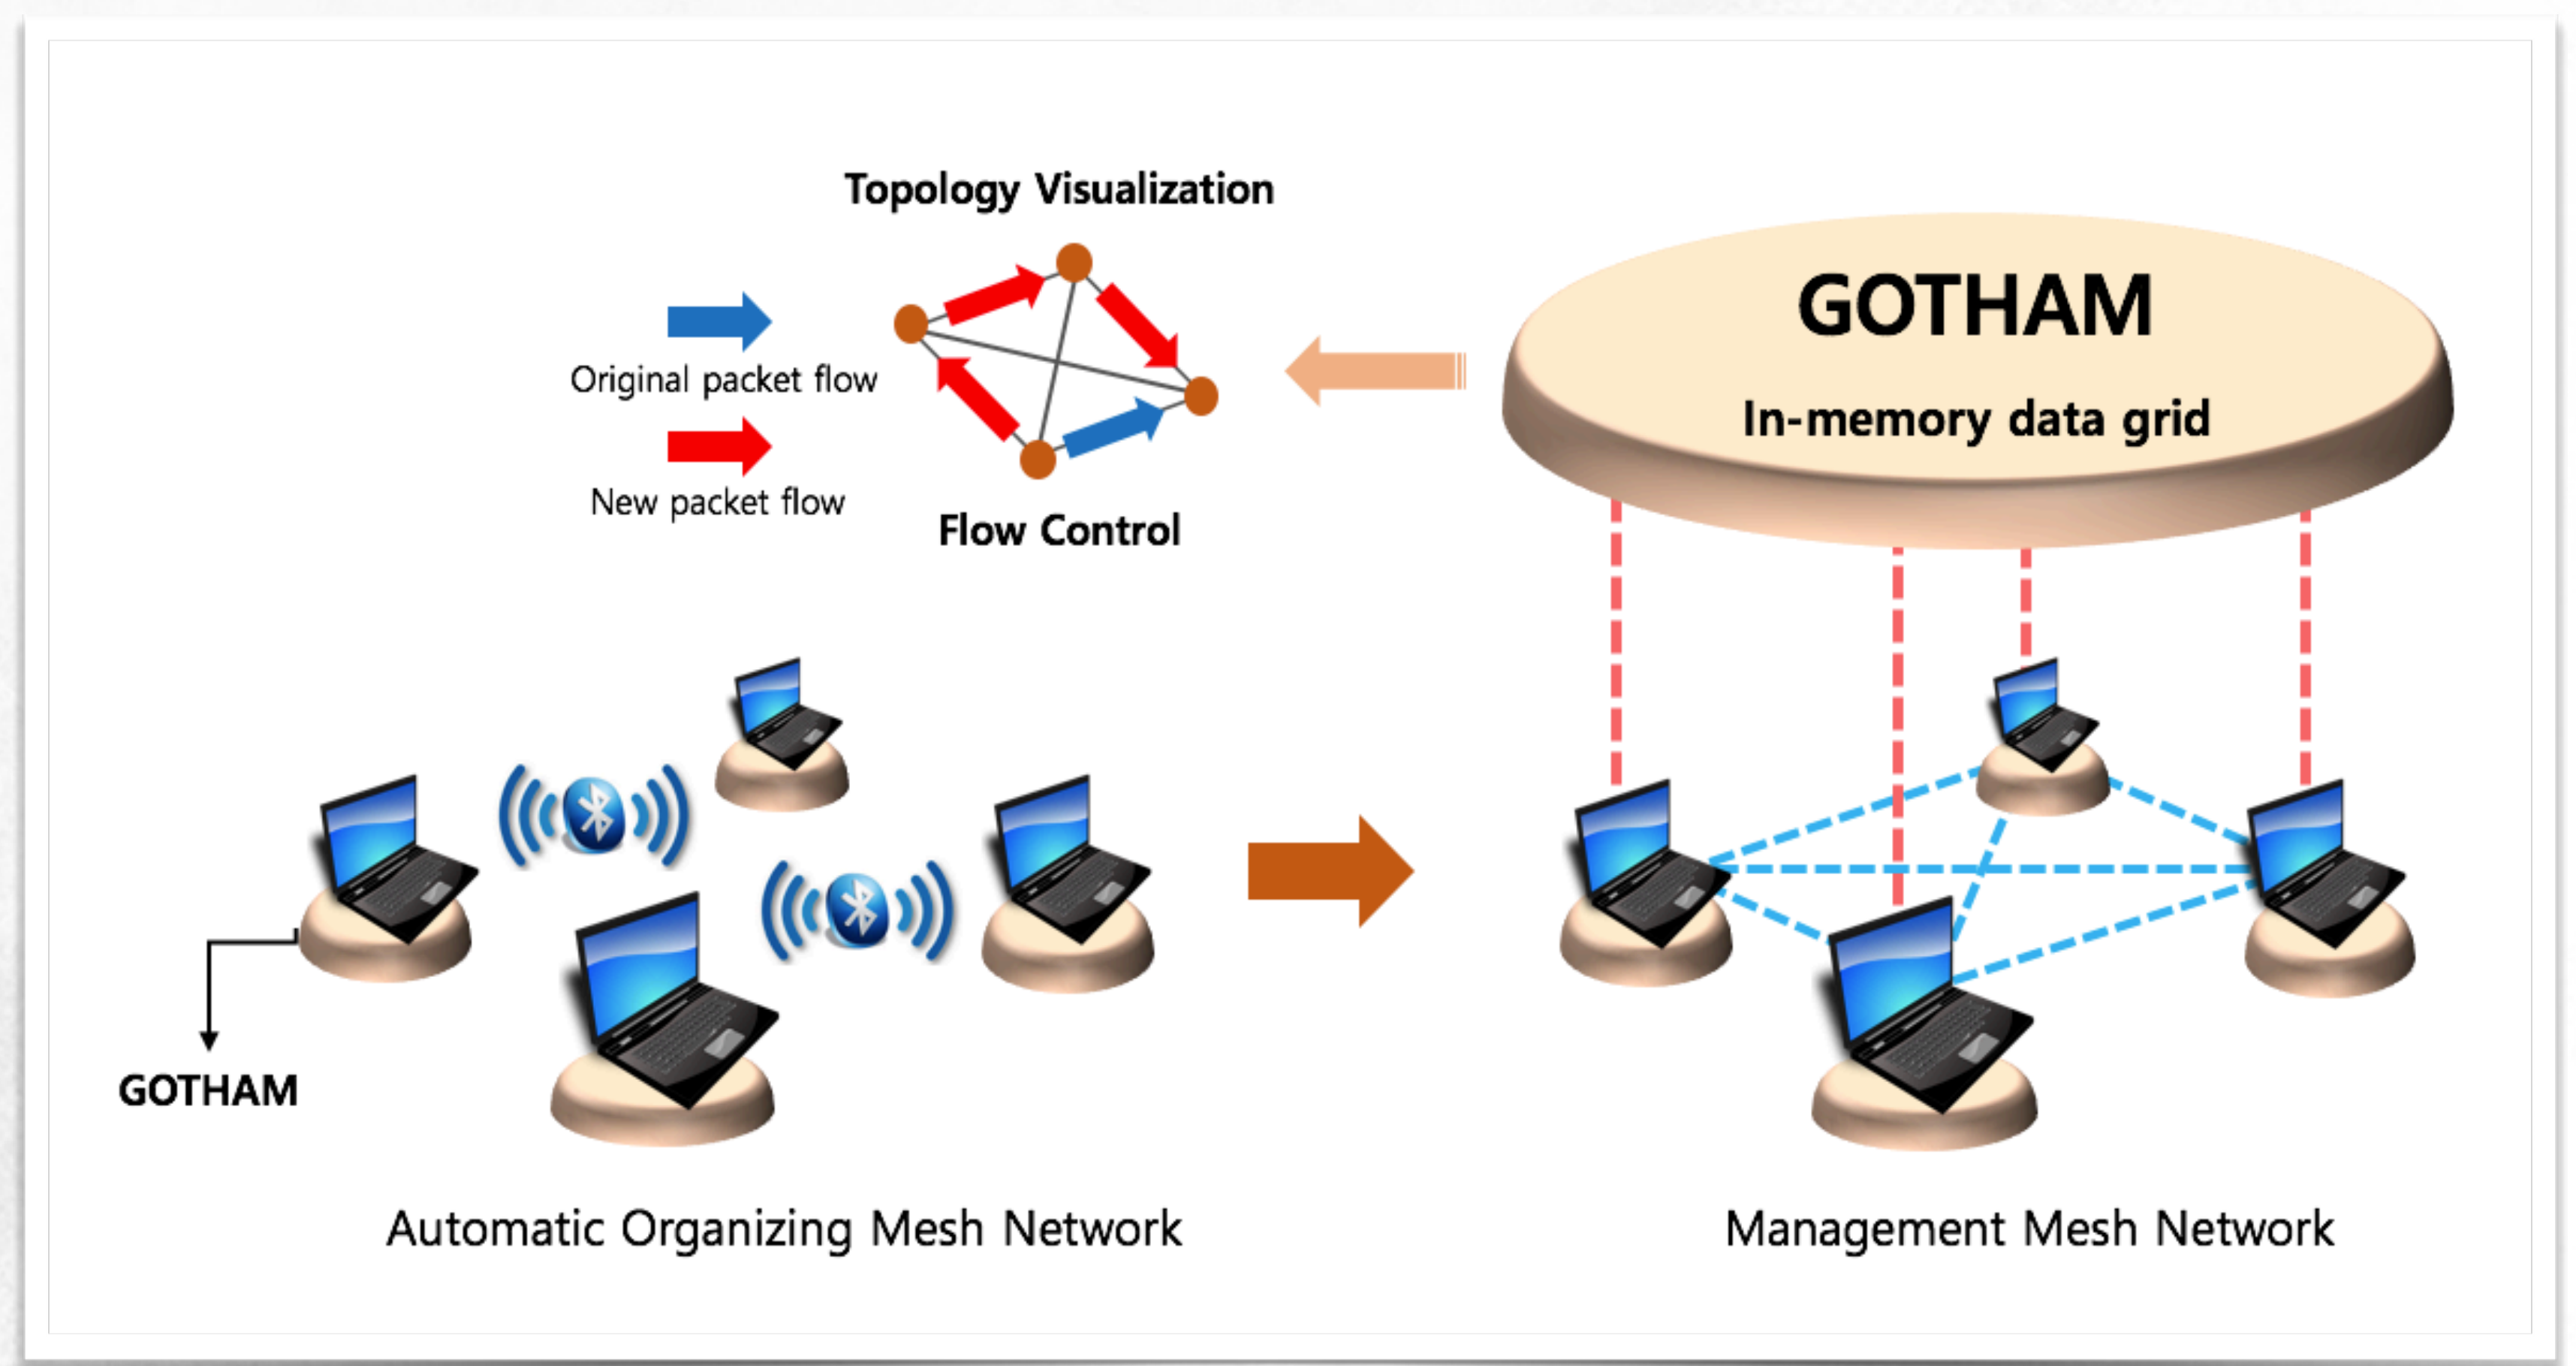 Topology Visualization
Original packet flow
New packet flow
Flow Control
GOTHAM
In-memory data grid
GOTHAM
Automatic Organizing Mesh Network
Management Mesh Network